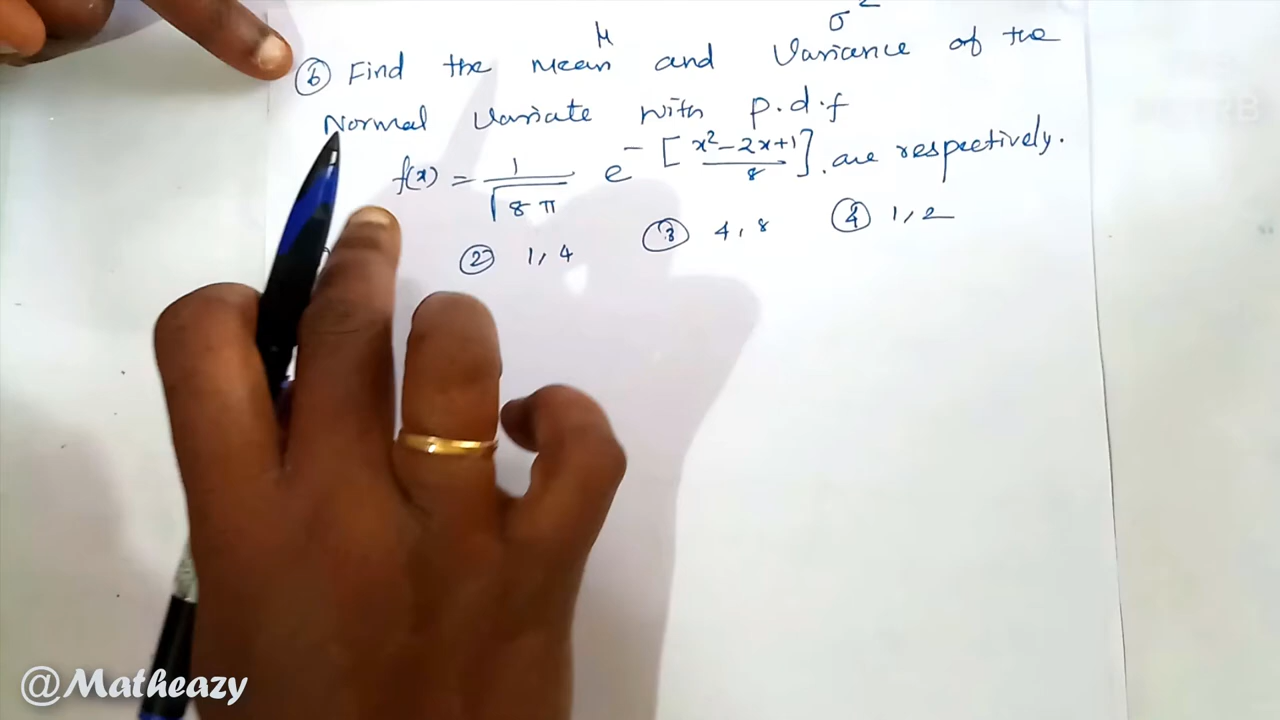 μ σ²
⑥ Find the Mean and Variance of the
Normal Variate with p.d.f
f(x) = 1/√8π e^-[x²-2x+1/8] are respectively.
② 1, 4 ③ 4, 8 ④ 1, 2
@Matheazy